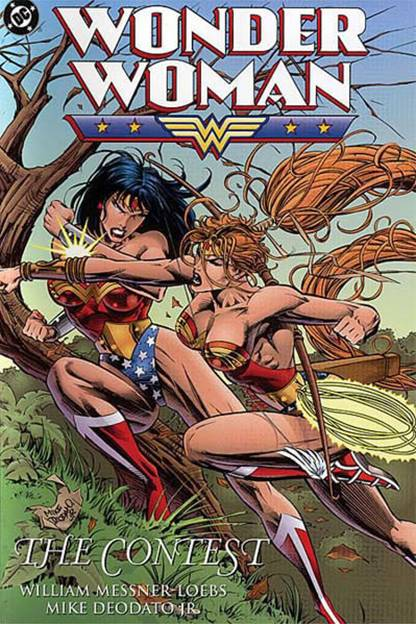 DC
WONDER
WOMAN
THE CONTEST
WILLIAM MESSNER-LOEBS
MIKE DEODATO JR.